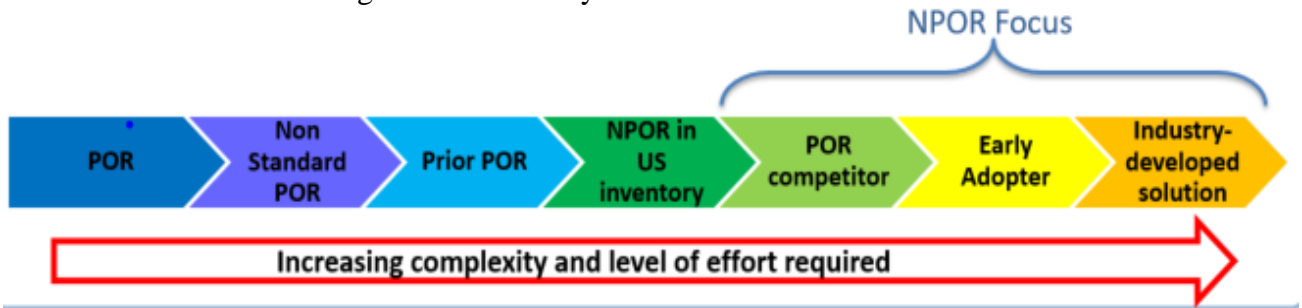 NPOR Focus
POR
Non
Standard
POR
Prior POR
NPOR in
US
inventory
POR
competitor
Early
Adopter
Industry-
developed
solution
Increasing complexity and level of effort required